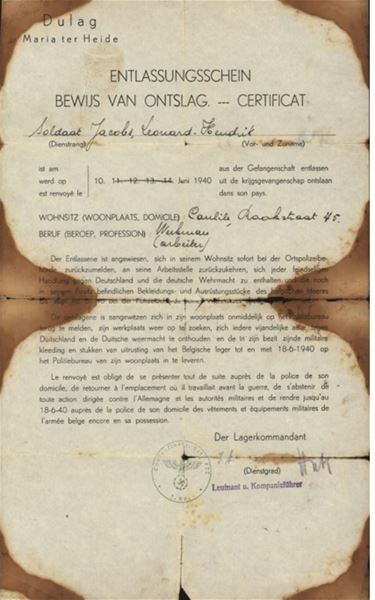 Dulag
Maria ter Heide
ENTLASSUNGSSCHEIN
BEWIJS VAN ONTSLAG. --- CERTIFICAT
Soldaat Jacobs, Leonard-Hendrik
(Dienstrang) (Vor- und Zuname)
ist am
werd op
est renvoyé le
10. 11. 12. 13. 14. Juni 1940
aus der Gefangenschaft entlassen
uit de krijgsgevangenschap ontslaan
dans son pays.
WOHNSITZ (WOONPLAATS, DOMICILE) 45
BERUF (BEROEP, PROFESSION) : Werkman
(arbeiter)
Der Entlassene ist angewiesen, sich in seinem Wohnsitz sofort bei der Ortspolizeibe-
hörde zurückzumelden, an seine Arbeitsstelle zurückzukehren, sich jeder feindlichen
Handlung gegen Deutschland und die deutsche Wehrmacht zu enthalten und die noch
in seinem Besitz befindlichen Bekleidungs- und Ausrüstungsstücke des belgischen Heeres
De ontslagene is aangewezen zich in zijn woonplaats onmiddelijk op het politiebureau
terug te melden, zijn werkplaats weer op te zoeken, zich iedere vijandelijke aktie tegen
Duitschland en de Duitsche weermacht te onthouden en de in zijn bezit zijnde militaire
kleeding en stukken van uitrusting van het Belgische leger tot en met 18-6-1940 op
het Politiebureau van zijn woonplaats in te leveren.
Le renvoyé est obligé de se présenter tout de suite auprès de la police de son
domicile, de retourner à l'emplacement où il travaillait avant la guerre, de s'abstenir de
toute action dirigée contre l'Allemagne et les autorités militaires et de rendre jusqu'au
18-6-40 auprès de la police de son domicile des vêtements et équipements militaires de
l'armée belge encore en sa possession.
Der Lagerkommandant
(Dienstgrad)
Leutnant u. Kompanieführer